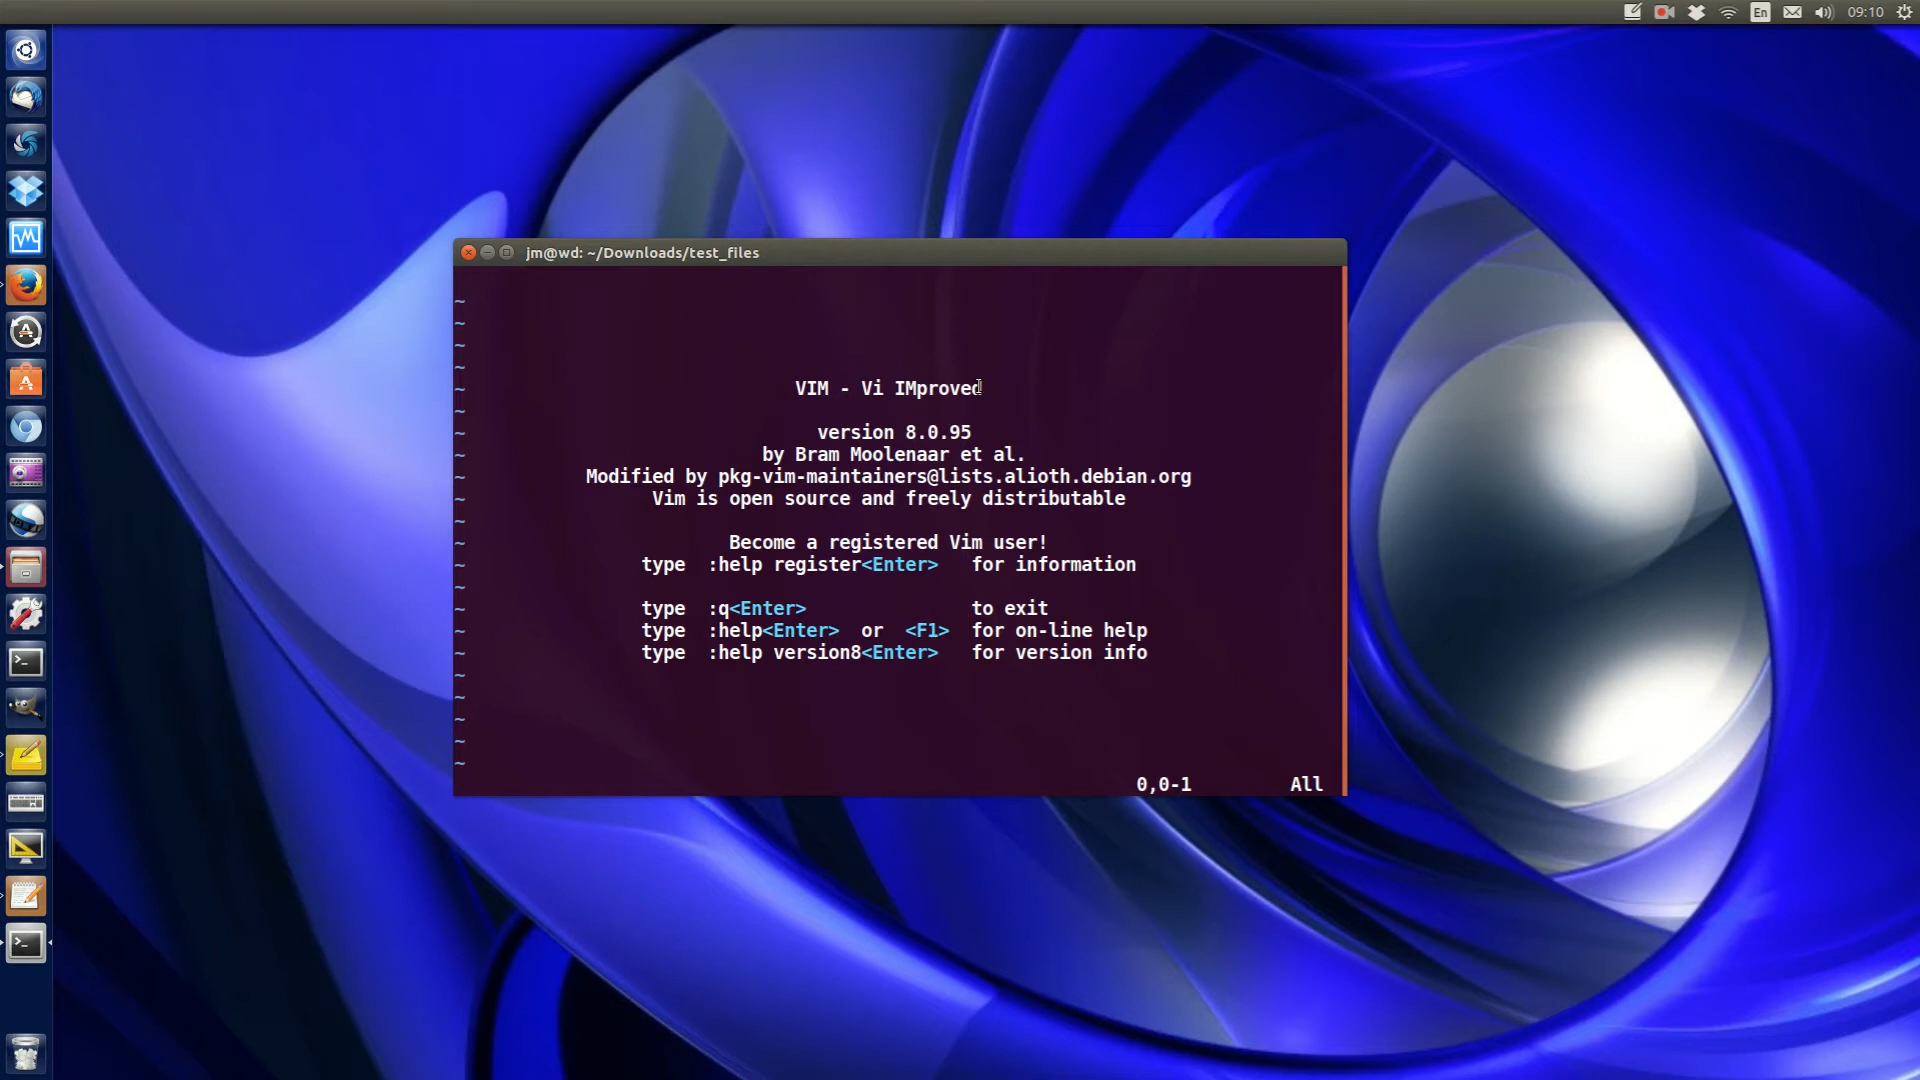 En 09:10
jm@wd: ~/Downloads/test_files
~
~
~
~
~ VIM - Vi IMproved
~
~ version 8.0.95
~ by Bram Moolenaar et al.
~ Modified by pkg-vim-maintainers@lists.alioth.debian.org
~ Vim is open source and freely distributable
~
~ Become a registered Vim user!
~ type :help register<Enter> for information
~
~ type :q<Enter> to exit
~ type :help<Enter> or <F1> for on-line help
~ type :help version8<Enter> for version info
~
~
~
~
~
0,0-1 All